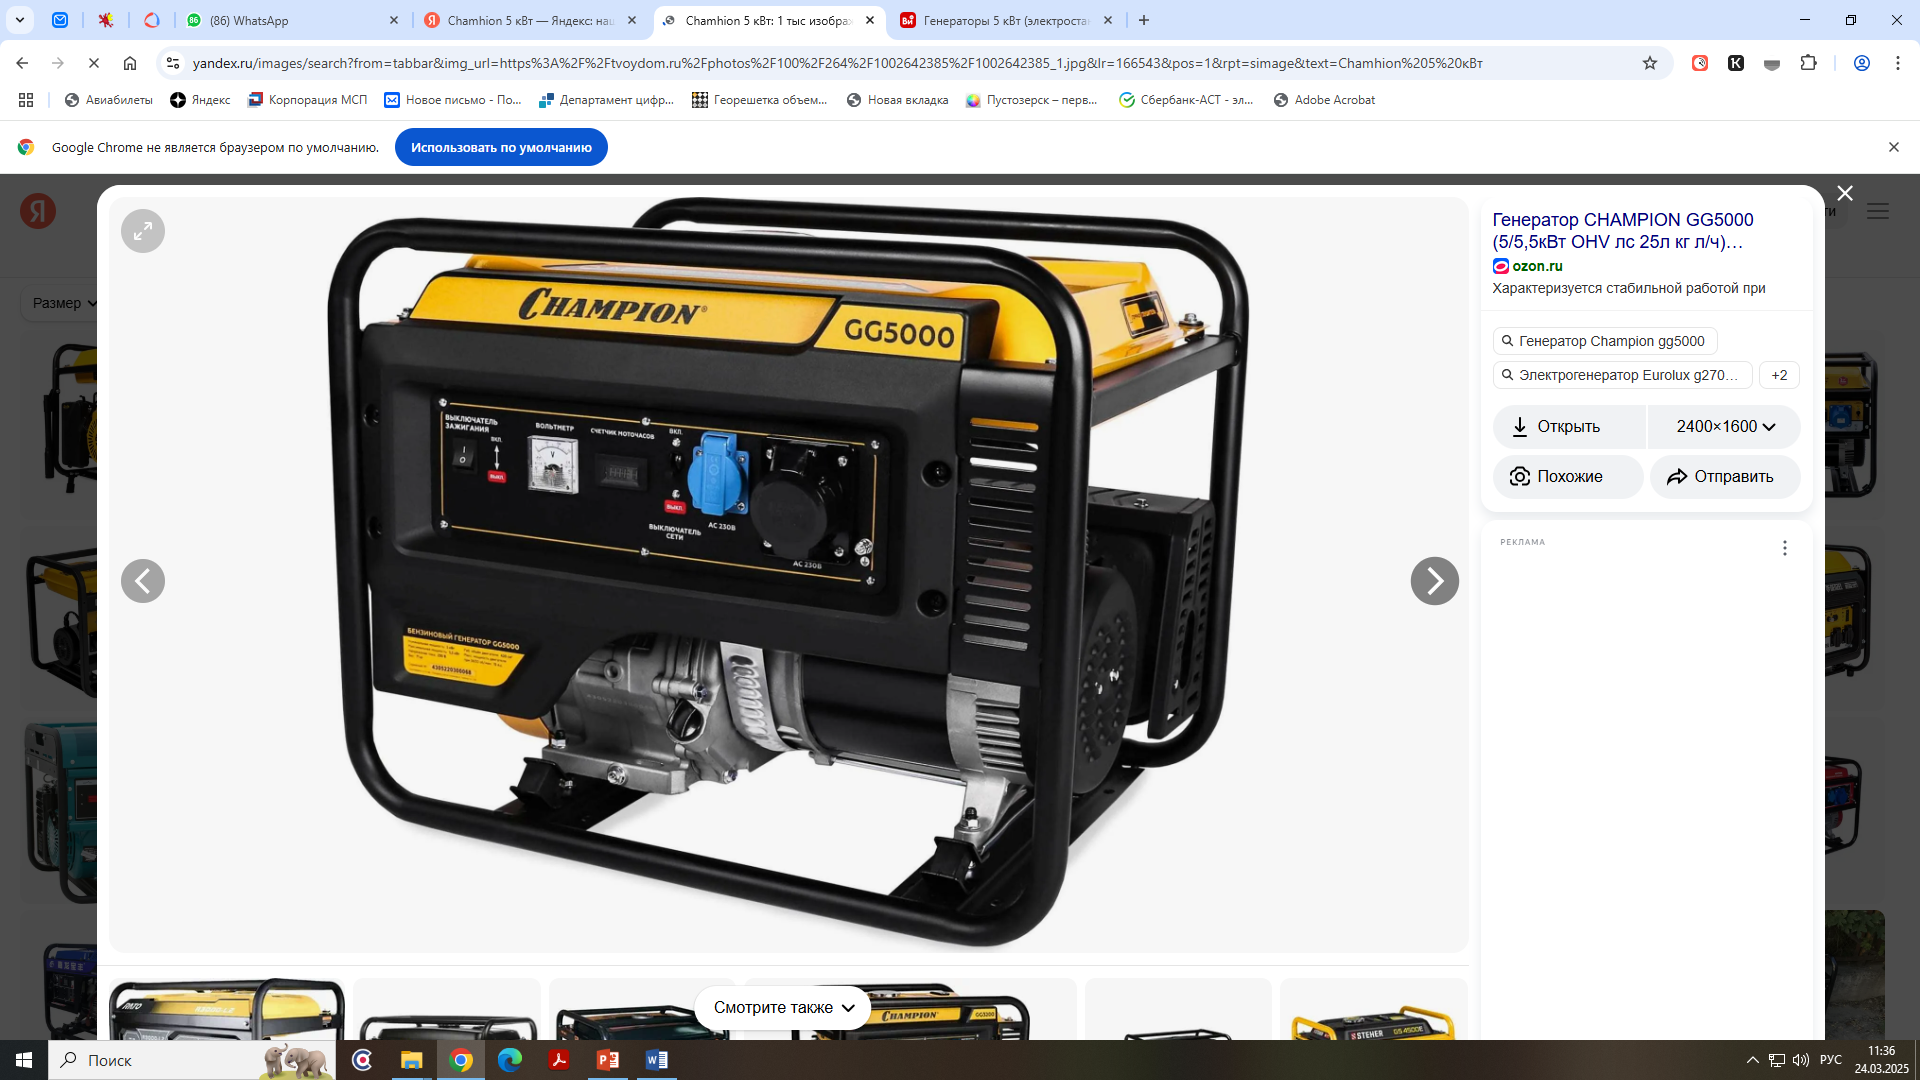 (86) WhatsApp
Chamhion 5 кВт — Яндекс: наш
Chamhion 5 кВт: 1 тыс изобра
Генераторы 5 кВт (электроста
yandex.ru/images/search?from=tabbar&img_url=https%3A%2F%2Ftvoydom.ru%2Fphotos%2F100%2F264%2F1002642385%2F1002642385_1.jpg&lr=166543&pos=1&rpt=simage&text=Chamhion%205%20кВт
Авиабилеты
Яндекс
Корпорация МСП
Новое письмо - По...
Департамент цифр...
Георешетка объем...
Новая вкладка
Пустозерск – перв...
Сбербанк-АСТ - эл...
Adobe Acrobat
Google Chrome не является браузером по умолчанию.
Использовать по умолчанию
Я
ти
Размер
CHAMPION
GG5000
ВЫКЛЮЧАТЕЛЬ
ЗАЖИГАНИЯ
ВКЛ.
ВЫКЛ.
ВОЛЬТМЕТР
V
СЧЕТЧИК МОТОЧАСОВ
ВКЛ.
ВЫКЛ.
ВЫКЛЮЧАТЕЛЬ
СЕТИ
AC 230В
AC 230В
БЕНЗИНОВЫЙ ГЕНЕРАТОР GG5000
Генератор CHAMPION GG5000
(5/5,5кВт OHV лс 25л кг л/ч)…
ozon.ru
Характеризуется стабильной работой при
Генератор Champion gg5000
Электрогенератор Eurolux g270…
+2
Открыть
2400×1600
Похожие
Отправить
РЕКЛАМА
Смотрите также
CHAMPION
STEHER
Поиск
РУС
11:36
24.03.2025